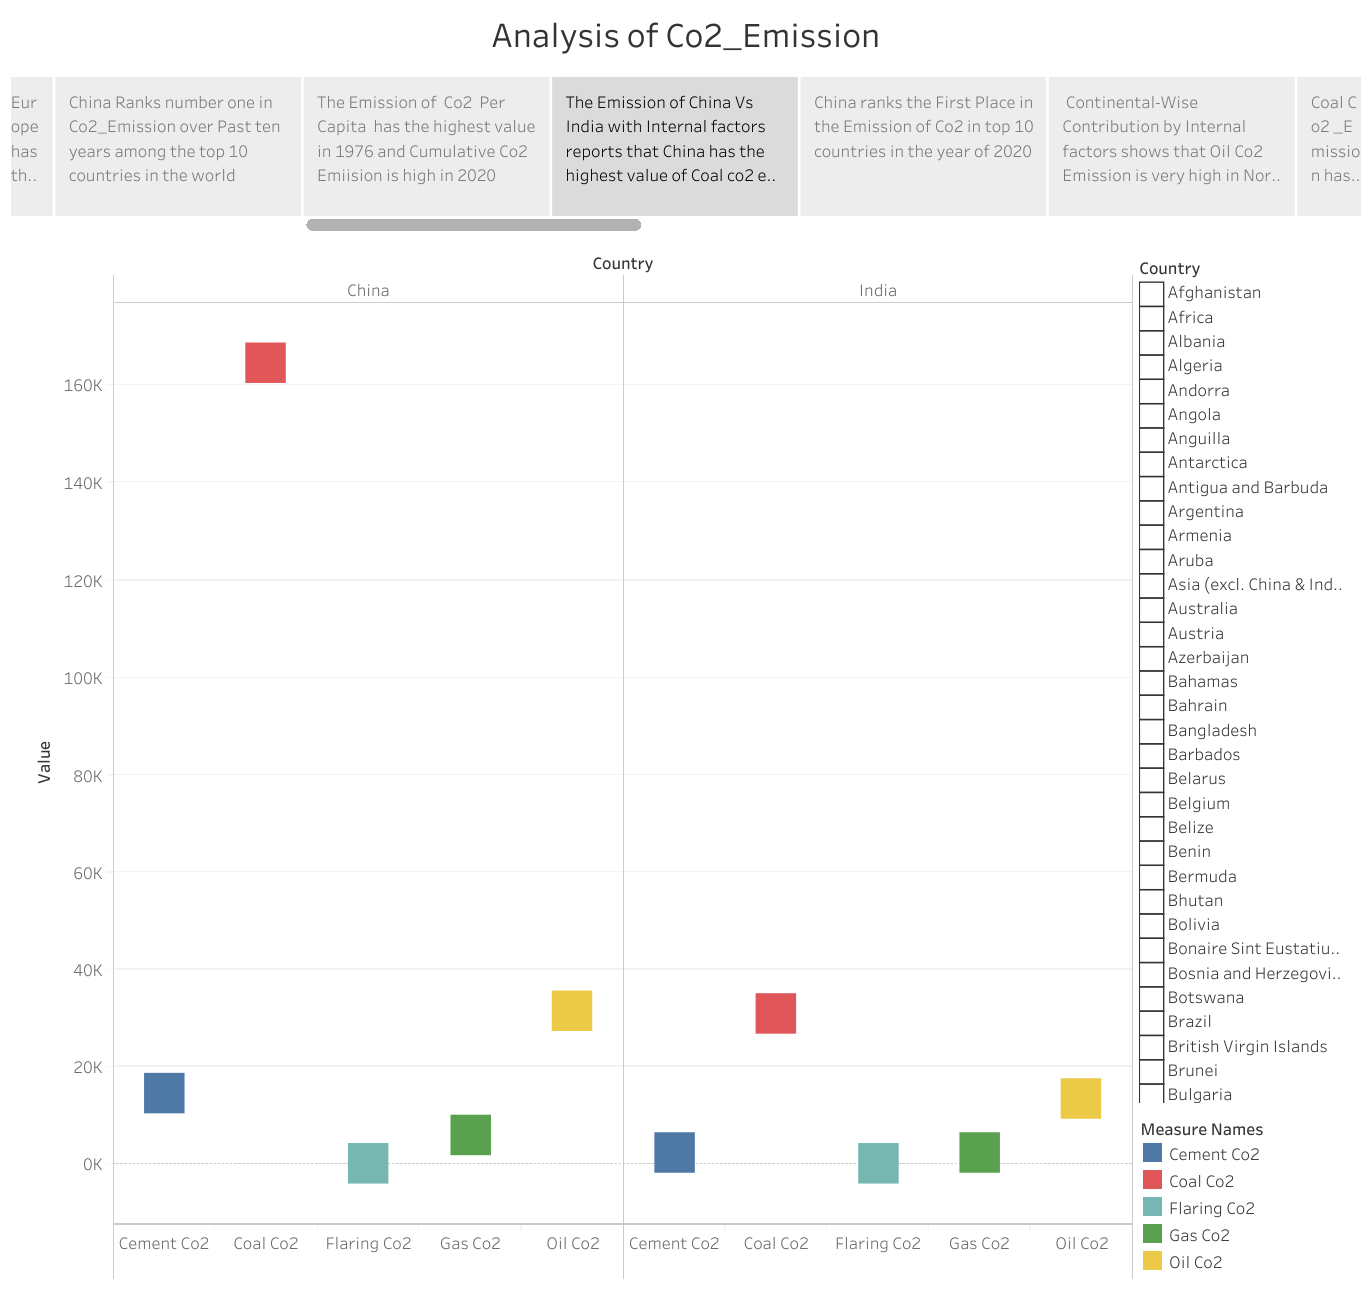 Analysis of Co2_Emission
Eur
ope
has
th..
China Ranks number one in
Co2_Emission over Past ten
years among the top 10
countries in the world
The Emission of  Co2  Per
Capita  has the highest value
in 1976 and Cumulative Co2
Emiision is high in 2020
The Emission of China Vs
India with Internal factors
reports that China has the
highest value of Coal co2 e..
China ranks the First Place in
the Emission of Co2 in top 10
countries in the year of 2020
Continental-Wise
Contribution by Internal
factors shows that Oil Co2
Emission is very high in Nor..
Coal C
o2 _E
missio
n has..
Country
China
India
Value
160K
140K
120K
100K
80K
60K
40K
20K
0K
Cement Co2
Coal Co2
Flaring Co2
Gas Co2
Oil Co2
Cement Co2
Coal Co2
Flaring Co2
Gas Co2
Oil Co2
Country
Afghanistan
Africa
Albania
Algeria
Andorra
Angola
Anguilla
Antarctica
Antigua and Barbuda
Argentina
Armenia
Aruba
Asia (excl. China & Ind..
Australia
Austria
Azerbaijan
Bahamas
Bahrain
Bangladesh
Barbados
Belarus
Belgium
Belize
Benin
Bermuda
Bhutan
Bolivia
Bonaire Sint Eustatiu..
Bosnia and Herzegovi..
Botswana
Brazil
British Virgin Islands
Brunei
Bulgaria
Measure Names
Cement Co2
Coal Co2
Flaring Co2
Gas Co2
Oil Co2